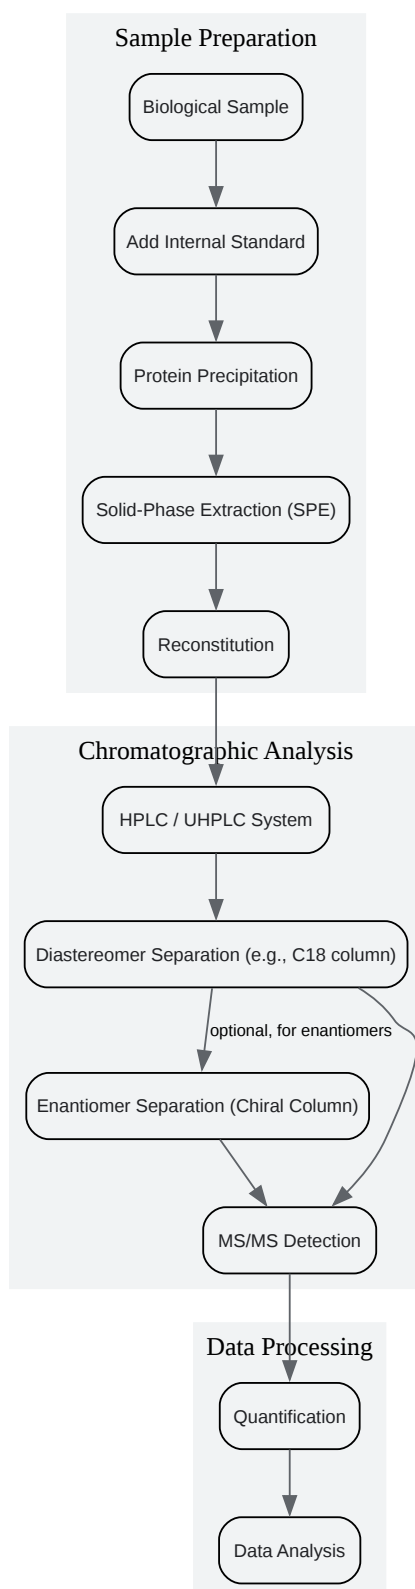 Sample Preparation
Biological Sample
Add Internal Standard
Protein Precipitation
Solid-Phase Extraction (SPE)
Reconstitution
Chromatographic Analysis
HPLC / UHPLC System
Diastereomer Separation (e.g., C18 column)
optional, for enantiomers
Enantiomer Separation (Chiral Column)
MS/MS Detection
Data Processing
Quantification
Data Analysis